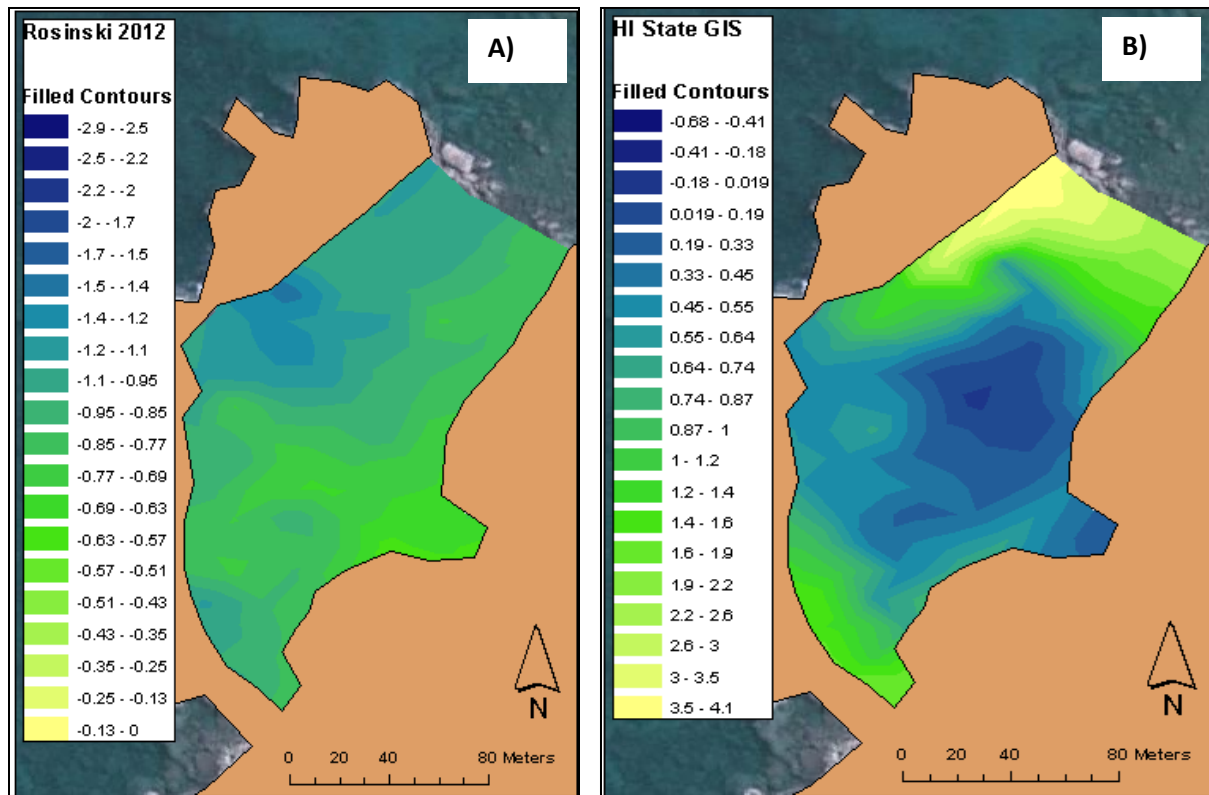 Rosinski 2012
A)
Filled Contours
-2.9 - -2.5
-2.5 - -2.2
-2.2 - -2
-2 - -1.7
-1.7 - -1.5
-1.5 - -1.4
-1.4 - -1.2
-1.2 - -1.1
-1.1 - -0.95
-0.95 - -0.85
-0.85 - -0.77
-0.77 - -0.69
-0.69 - -0.63
-0.63 - -0.57
-0.57 - -0.51
-0.51 - -0.43
-0.43 - -0.35
-0.35 - -0.25
-0.25 - -0.13
-0.13 - 0
N
0 20 40 80 Meters
HI State GIS
B)
Filled Contours
-0.68 - -0.41
-0.41 - -0.18
-0.18 - 0.019
0.019 - 0.19
0.19 - 0.33
0.33 - 0.45
0.45 - 0.55
0.55 - 0.64
0.64 - 0.74
0.74 - 0.87
0.87 - 1
1 - 1.2
1.2 - 1.4
1.4 - 1.6
1.6 - 1.9
1.9 - 2.2
2.2 - 2.6
2.6 - 3
3 - 3.5
3.5 - 4.1
N
0 20 40 80 Meters